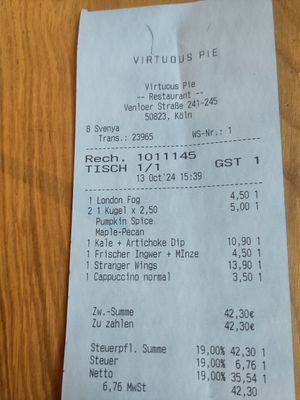 VIRTUOUS PIE
Virtuous Pie
-- Restaurant --
Venloer Straße 241-245
50823, Köln
8 Svenya
Trans.: 23965 WS-Nr.: 1
Rech. 1011145
TISCH 1/1 GST 1
13 Oct'24 15:39
1 London Fog 4,50 1
2 1 Kugel x 2,50 5,00 1
Pumpkin Spice
Maple-Pecan
1 Kale + Artichoke Dip 10,90 1
1 Frischer Ingwer + MInze 4,50 1
1 Stranger Wings 13,90 1
1 Cappuccino normal 3,50 1
Zw.-Summe 42,30€
Zu zahlen 42,30€
Steuerpfl. Summe 19,00% 42,30 1
Steuer 19,00% 6,76 1
Netto 19,00% 35,54 1
6,76 MwSt 42,30